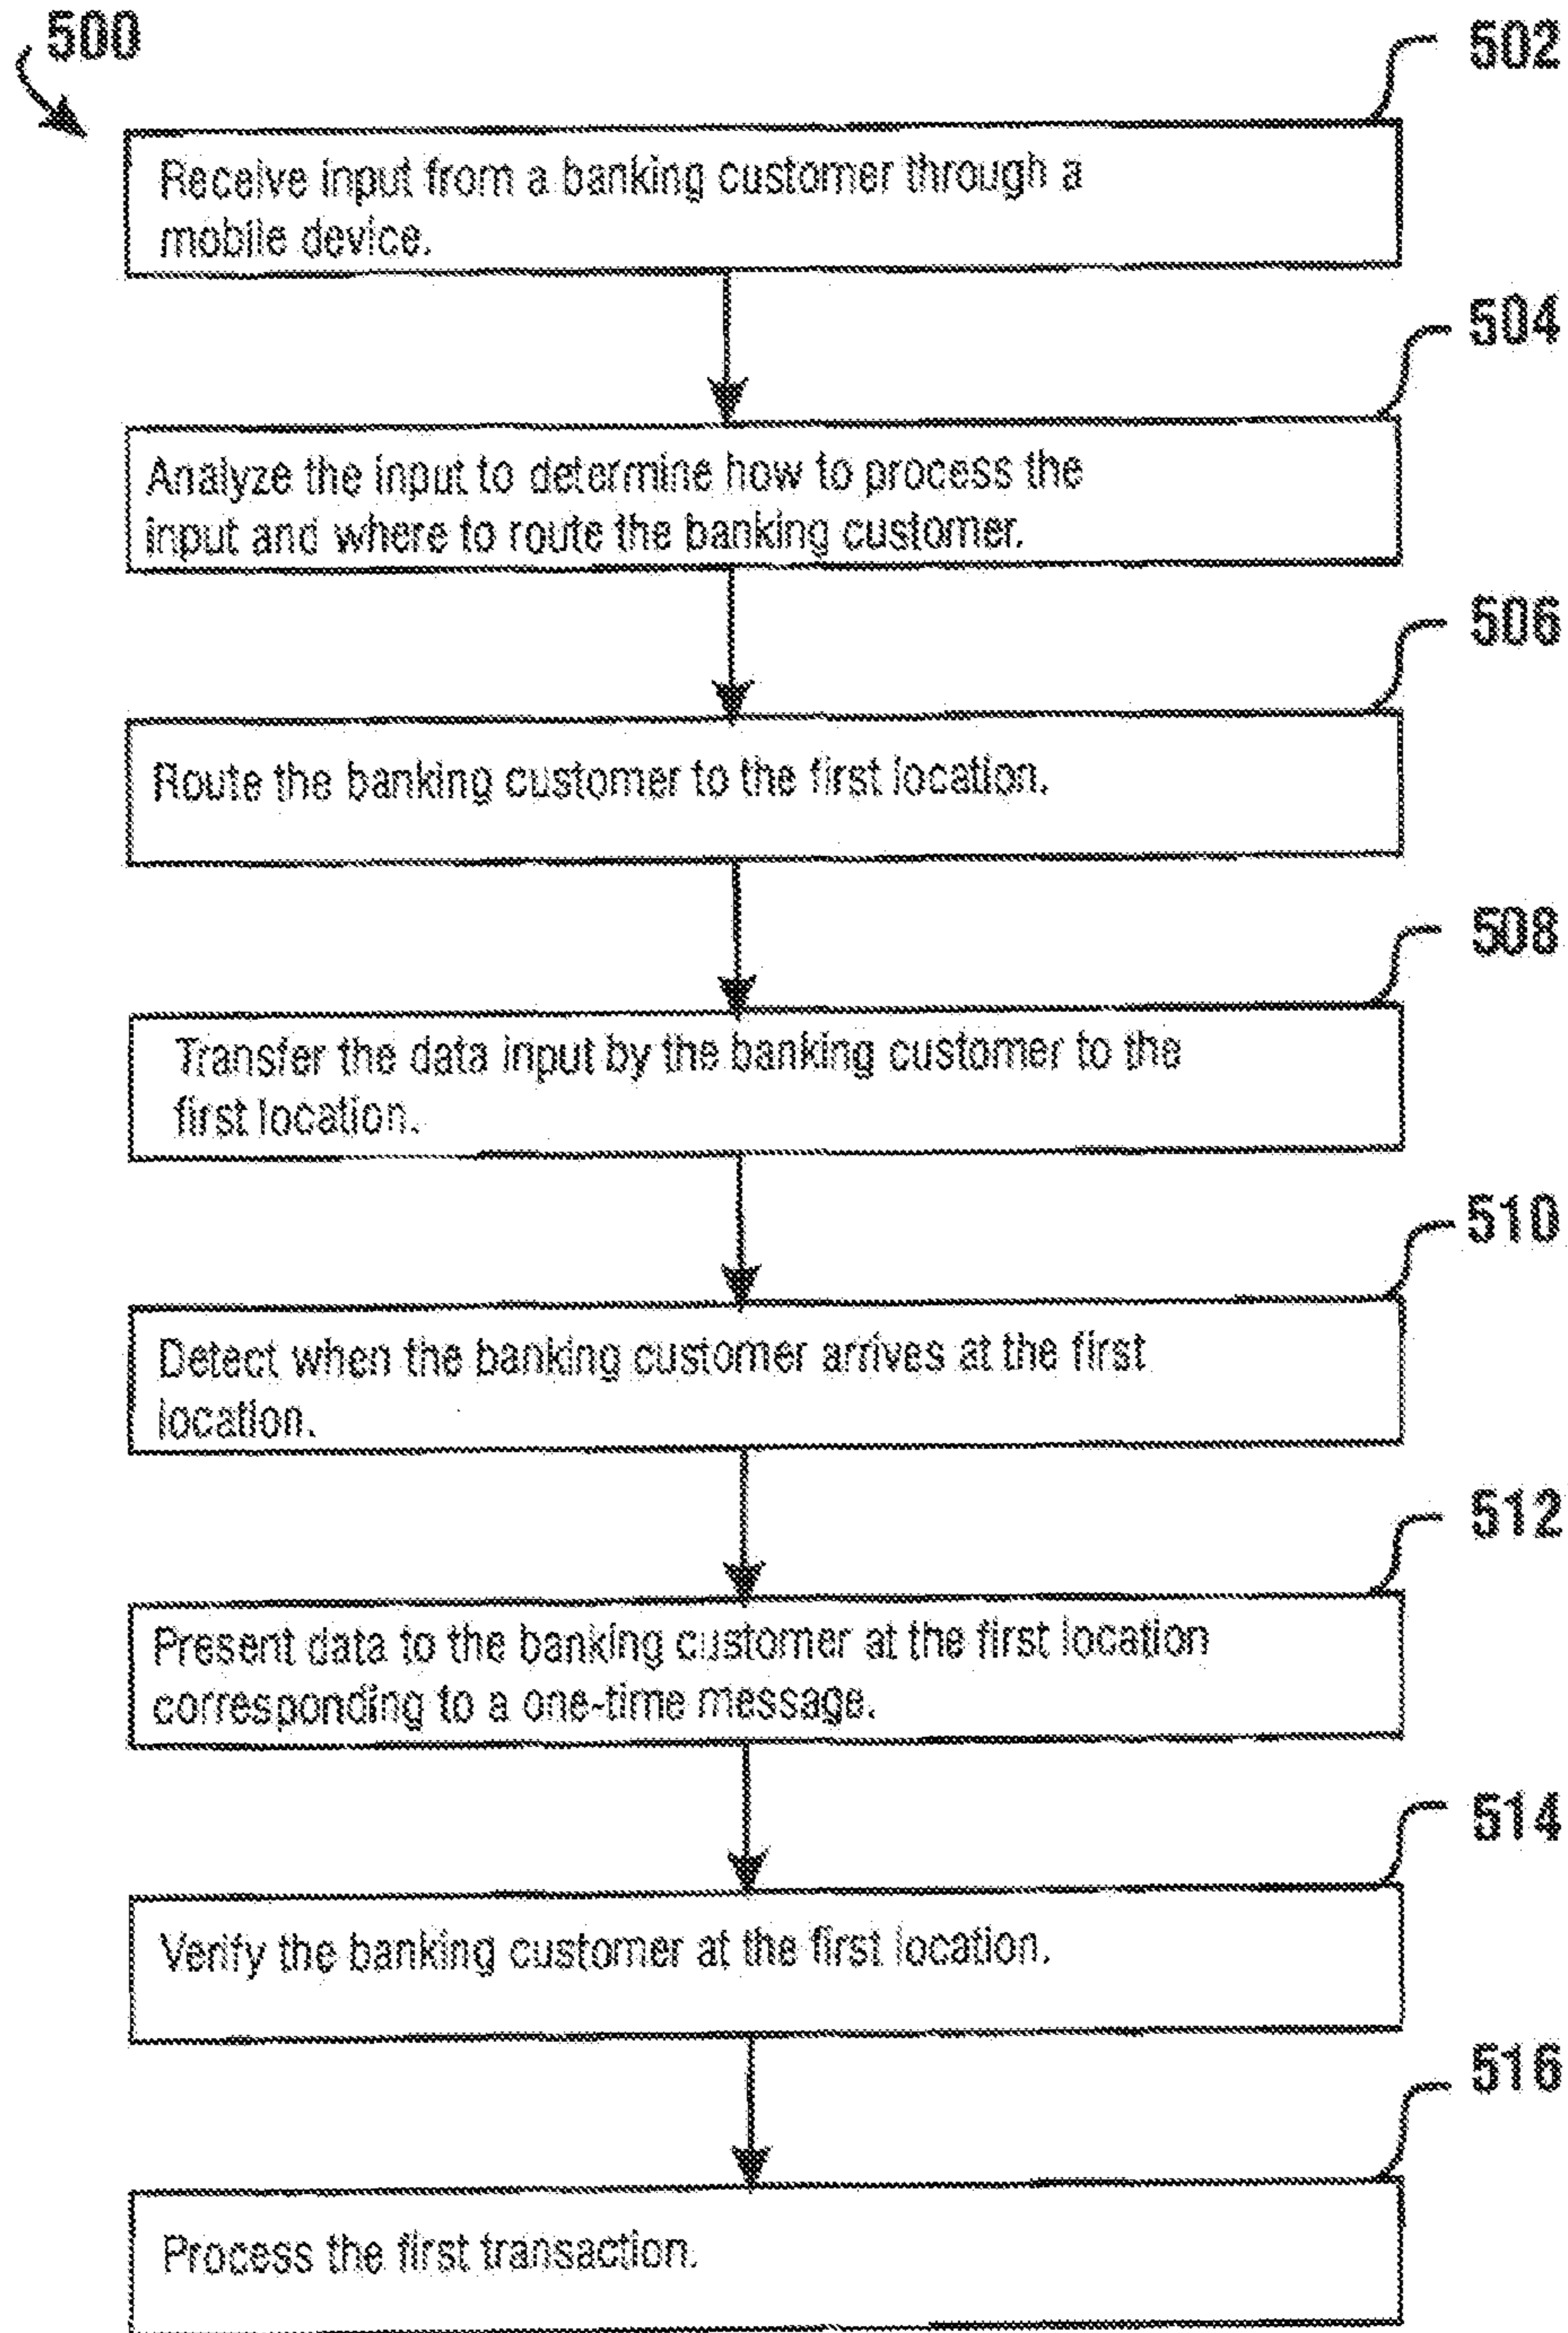 500
502
Receive input from a banking customer through a
mobile device.
504
Analyze the input to determine how to process the
input and where to route the banking customer.
506
Route the banking customer to the first location.
508
Transfer the data input by the banking customer to the
first location.
510
Detect when the banking customer arrives at the first
location.
512
Present data to the banking customer at the first location
corresponding to a one-time message.
514
Verify the banking customer at the first location.
516
Process the first transaction.